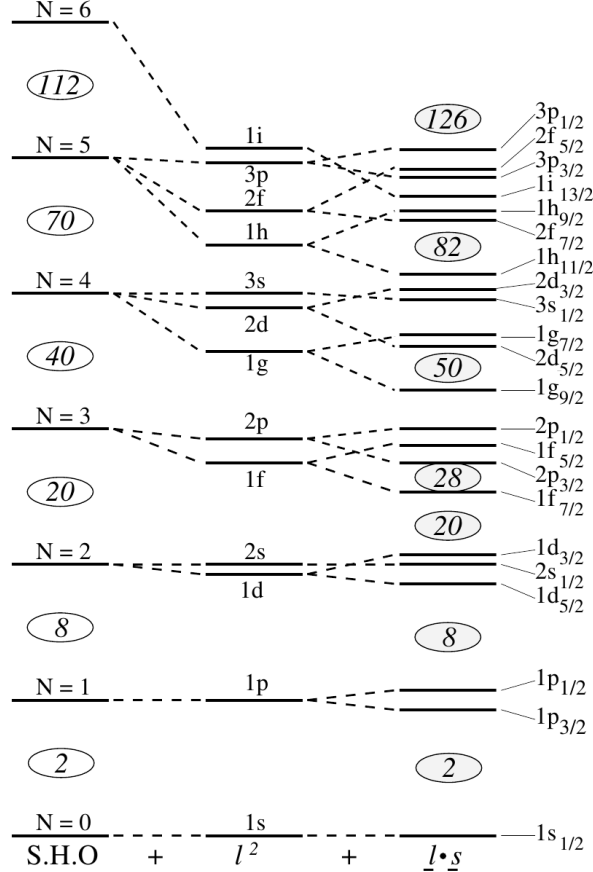 N = 6
112
N = 5
70
N = 4
40
N = 3
20
N = 2
8
N = 1
2
N = 0
S.H.O
+
1i
3p
2f
1h
3s
2d
1g
2p
1f
2s
1d
1p
1s
l 2
+
126
82
50
28
20
8
2
l • s
3p1/2
2f5/2
3p3/2
1i13/2
1h9/2
2f7/2
1h11/2
2d3/2
3s1/2
1g7/2
2d5/2
1g9/2
2p1/2
1f5/2
2p3/2
1f7/2
1d3/2
2s1/2
1d5/2
1p1/2
1p3/2
1s1/2